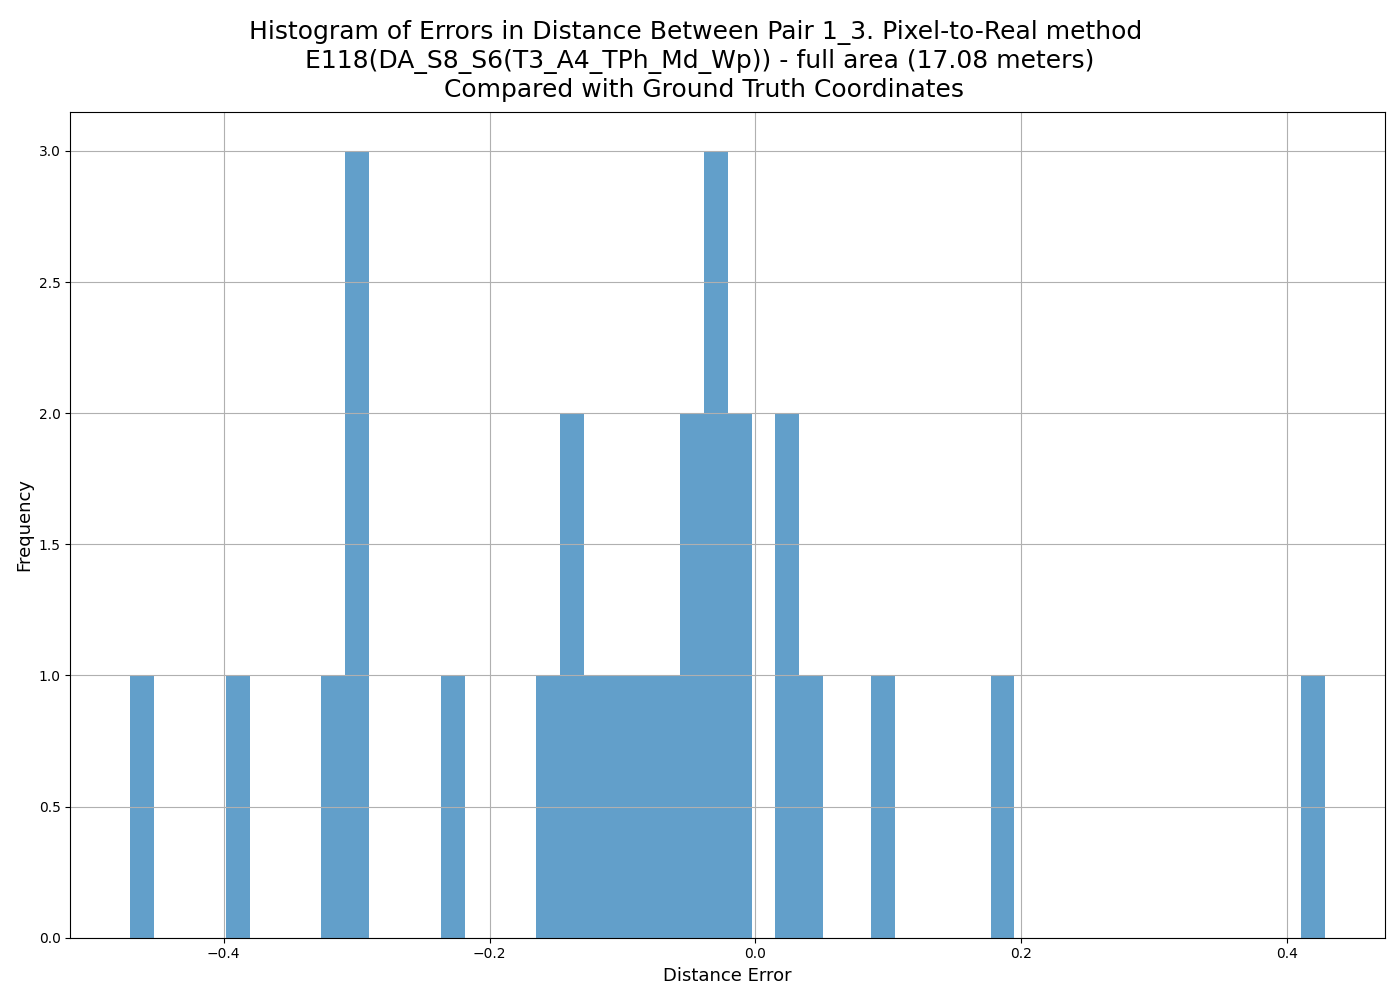 Histogram of Errors in Distance Between Pair 1_3. Pixel-to-Real method
E118(DA_S8_S6(T3_A4_TPh_Md_Wp)) - full area (17.08 meters)
Compared with Ground Truth Coordinates
3.0
2.5
2.0
1.5
1.0
0.5
0.0
Frequency
−0.4
−0.2
0.0
0.2
0.4
Distance Error